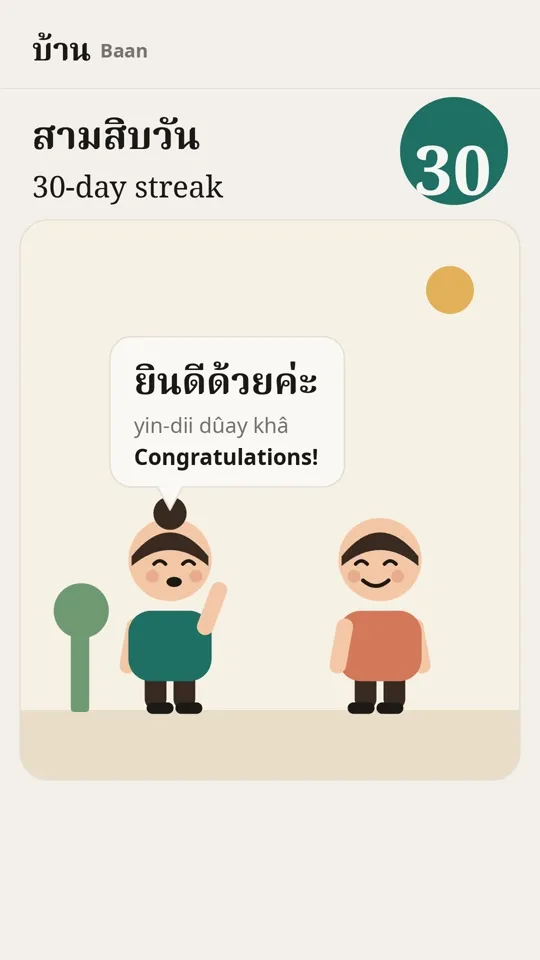 บ้าน Baan
สามสิบวัน
30-day streak
30
ยินดีด้วยค่ะ
yin-dii dûay khâ
Congratulations!